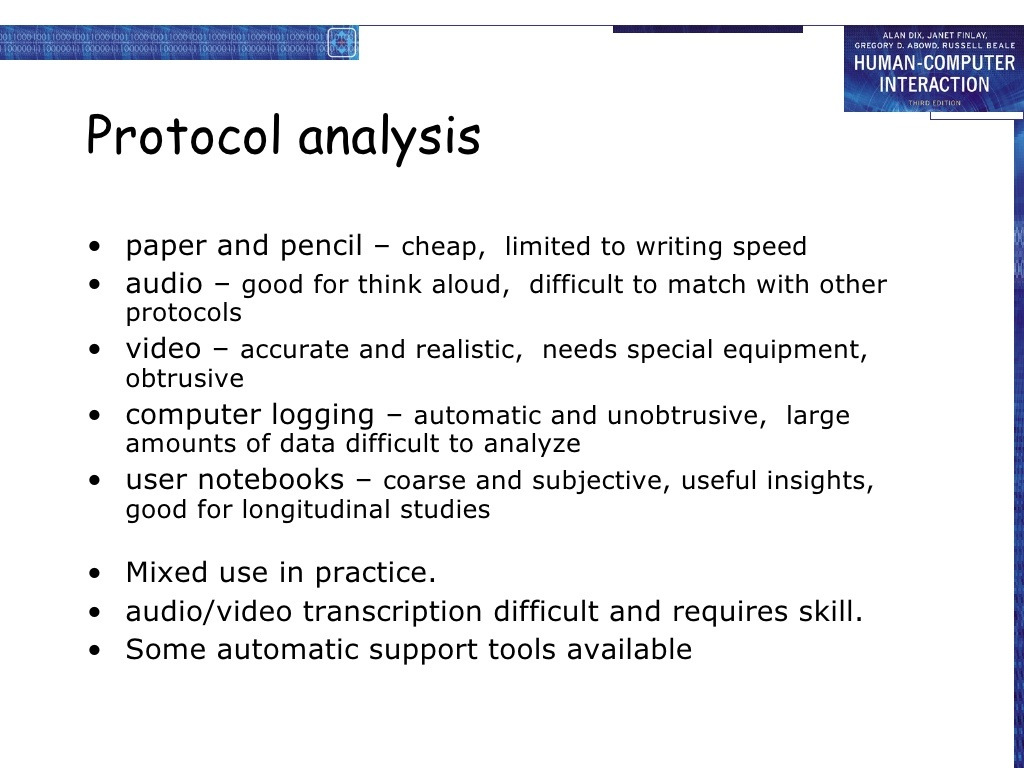 ALAN DIX, JANET FINLAY,
GREGORY D. ABOWD, RUSSELL BEALE
HUMAN-COMPUTER
INTERACTION
THIRD EDITION
Protocol analysis
• paper and pencil – cheap, limited to writing speed
• audio – good for think aloud, difficult to match with other
protocols
• video – accurate and realistic, needs special equipment,
obtrusive
• computer logging – automatic and unobtrusive, large
amounts of data difficult to analyze
• user notebooks – coarse and subjective, useful insights,
good for longitudinal studies
• Mixed use in practice.
• audio/video transcription difficult and requires skill.
• Some automatic support tools available